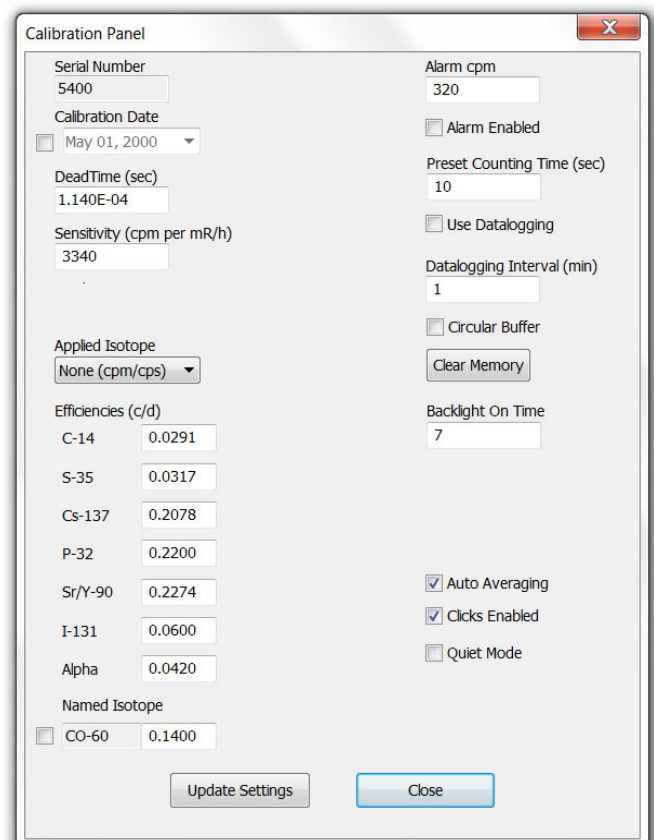 Calibration Panel
Serial Number
5400
Calibration Date
May 01, 2000
DeadTime (sec)
1.140E-04
Sensitivity (cpm per mR/h)
3340
Applied Isotope
None (cpm/cps)
Efficiencies (c/d)
C-14 0.0291
S-35 0.0317
Cs-137 0.2078
P-32 0.2200
Sr/Y-90 0.2274
I-131 0.0600
Alpha 0.0420
Named Isotope
CO-60 0.1400
Alarm cpm
320
Alarm Enabled
Preset Counting Time (sec)
10
Use Datalogging
Datalogging Interval (min)
1
Circular Buffer
Clear Memory
Backlight On Time
7
Auto Averaging
Clicks Enabled
Quiet Mode
Update Settings Close